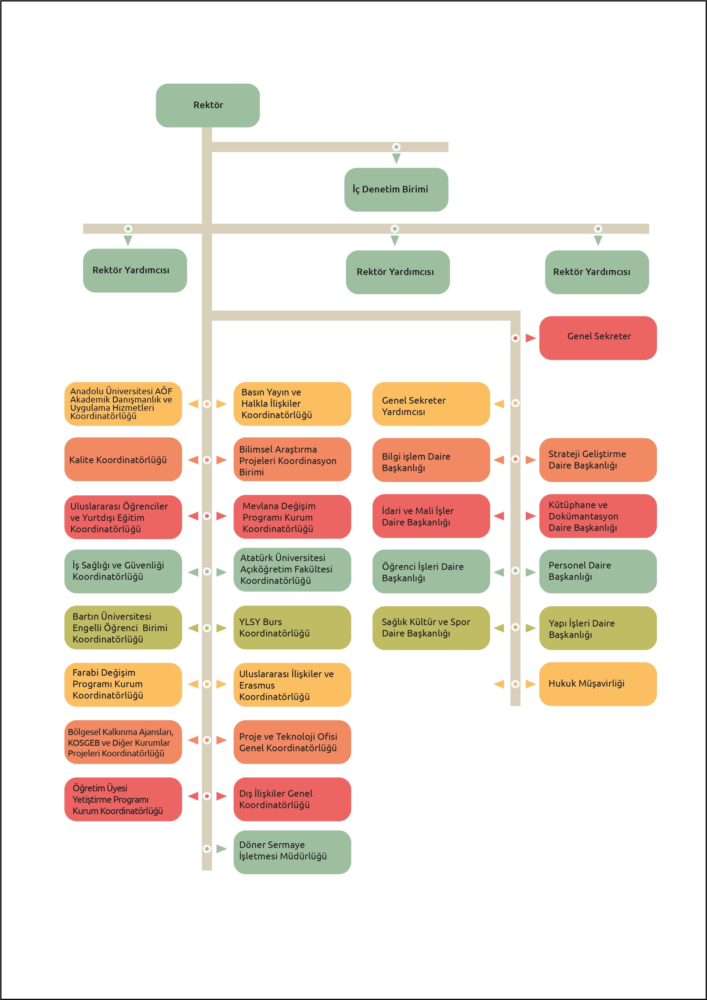 Rektör
İç Denetim Birimi
Rektör Yardımcısı
Rektör Yardımcısı
Rektör Yardımcısı
Genel Sekreter
Anadolu Üniversitesi AÖF
Akademik Danışmanlık ve
Uygulama Hizmetleri
Koordinatörlüğü
Basın Yayın ve
Halkla İlişkiler
Koordinatörlüğü
Genel Sekreter
Yardımcısı
Kalite Koordinatörlüğü
Bilimsel Araştırma
Projeleri Koordinasyon
Birimi
Bilgi işlem Daire
Başkanlığı
Strateji Geliştirme
Daire Başkanlığı
Uluslararası Öğrenciler
ve Yurtdışı Eğitim
Koordinatörlüğü
Mevlana Değişim
Programı Kurum
Koordinatörlüğü
İdari ve Mali İşler
Daire Başkanlığı
Kütüphane ve
Dokümantasyon
Daire Başkanlığı
İş Sağlığı ve Güvenliği
Koordinatörlüğü
Atatürk Üniversitesi
Açıköğretim Fakültesi
Koordinatörlüğü
Öğrenci İşleri Daire
Başkanlığı
Personel Daire
Başkanlığı
Bartın Üniversitesi
Engelli Öğrenci  Birimi
Koordinatörlüğü
YLSY Burs
Koordinatörlüğü
Sağlık Kültür ve Spor
Daire Başkanlığı
Yapı İşleri Daire
Başkanlığı
Farabi Değişim
Programı Kurum
Koordinatörlüğü
Uluslararası İlişkiler ve
Erasmus
Koordinatörlüğü
Hukuk Müşavirliği
Bölgesel Kalkınma Ajansları,
KOSGEB ve Diğer Kurumlar
Projeleri Koordinatörlüğü
Proje ve Teknoloji Ofisi
Genel Koordinatörlüğü
Öğretim Üyesi
Yetiştirme Programı
Kurum Koordinatörlüğü
Dış İlişkiler Genel
Koordinatörlüğü
Döner Sermaye
İşletmesi Müdürlüğü